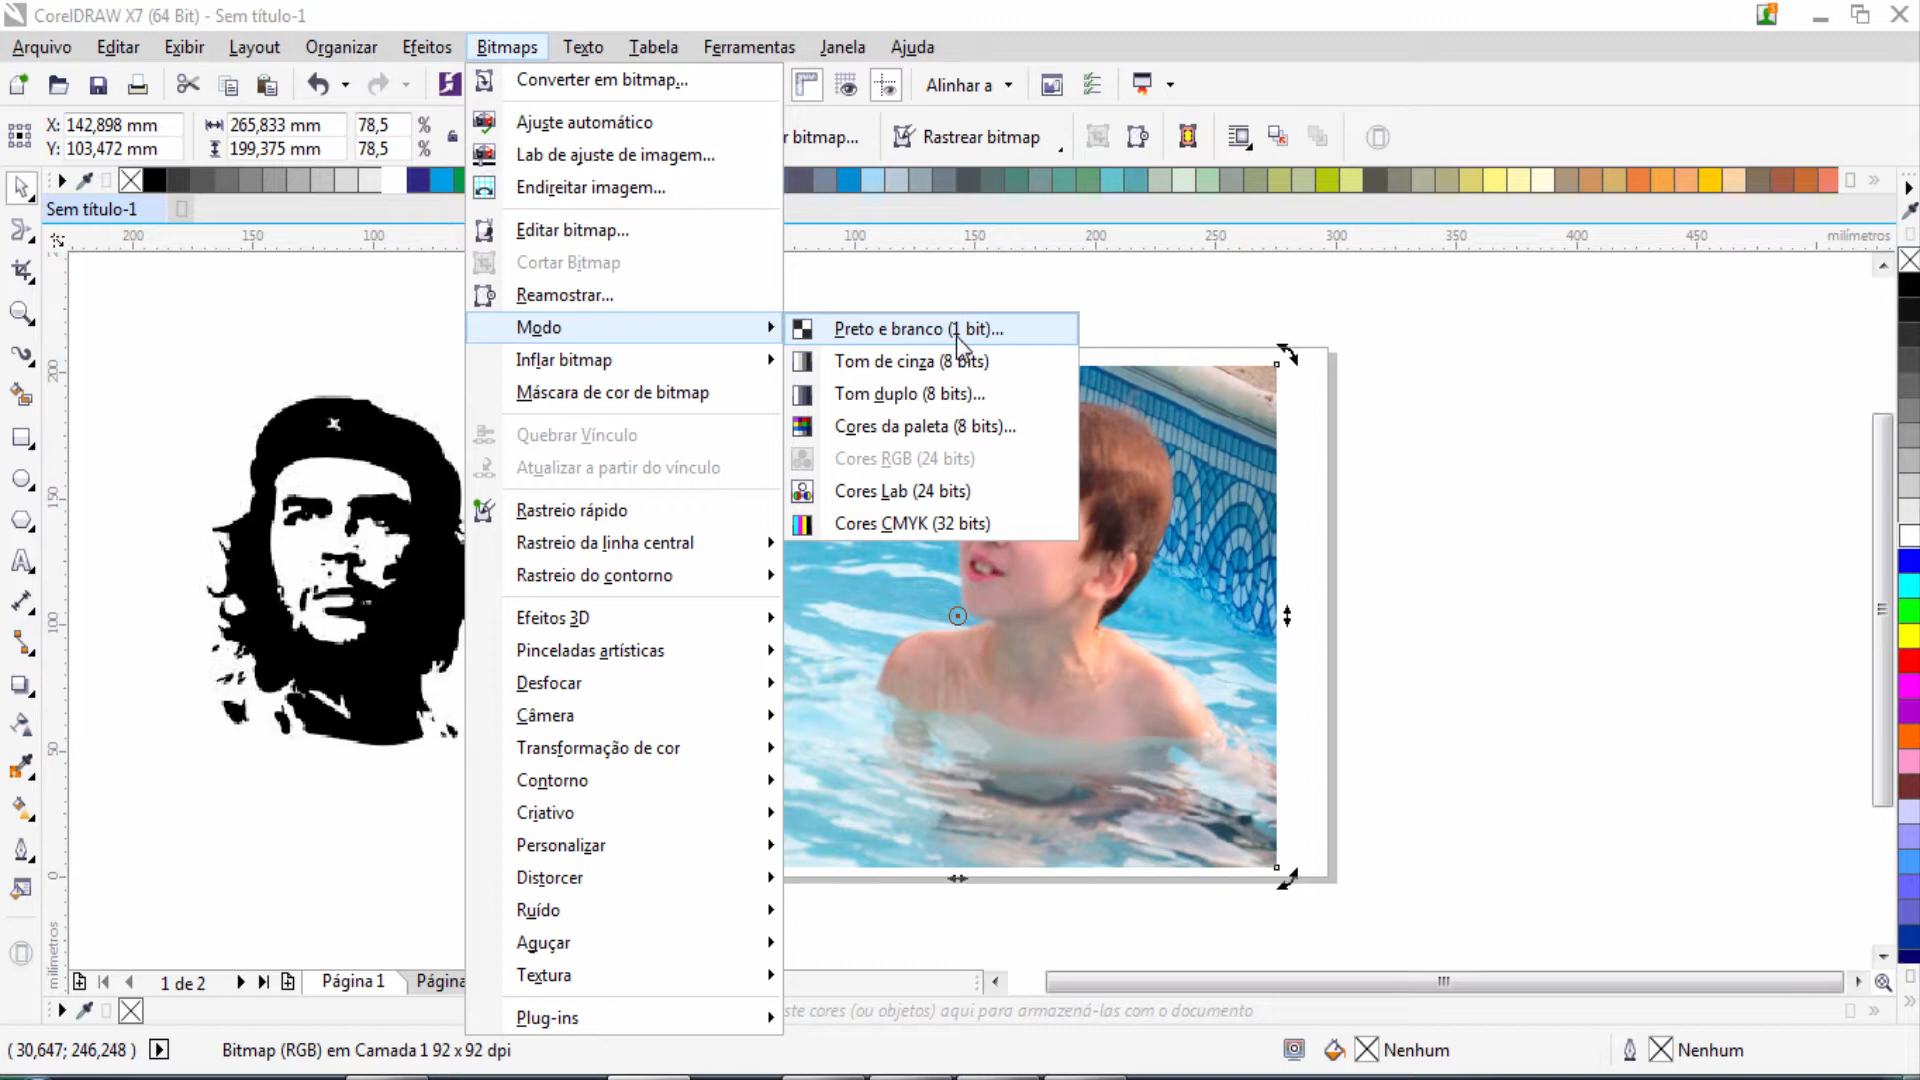 CorelDRAW X7 (64 Bit) - Sem título-1
Arquivo Editar Exibir Layout Organizar Efeitos Bitmaps Texto Tabela Ferramentas Janela Ajuda
Alinhar a
X: 142,898 mm 265,833 mm 78,5 %
Y: 103,472 mm 199,375 mm 78,5 %
bitmap... Rastrear bitmap
Sem título-1
200 150 100 100 150 200 250 300 350 400 450 milímetros
200
150
100
50
0
milímetros
Converter em bitmap...
Ajuste automático
Lab de ajuste de imagem...
Endireitar imagem...
Editar bitmap...
Cortar Bitmap
Reamostrar...
Modo
Inflar bitmap
Máscara de cor de bitmap
Quebrar Vínculo
Atualizar a partir do vínculo
Rastreio rápido
Rastreio da linha central
Rastreio do contorno
Efeitos 3D
Pinceladas artísticas
Desfocar
Câmera
Transformação de cor
Contorno
Criativo
Personalizar
Distorcer
Ruído
Aguçar
Textura
Plug-ins
Preto e branco (1 bit)...
Tom de cinza (8 bits)
Tom duplo (8 bits)...
Cores da paleta (8 bits)...
Cores RGB (24 bits)
Cores Lab (24 bits)
Cores CMYK (32 bits)
1 de 2 Página 1 Página
ste cores (ou objetos) aqui para armazená-las com o documento
( 30,647; 246,248 ) Bitmap (RGB) em Camada 1 92 x 92 dpi Nenhum Nenhum